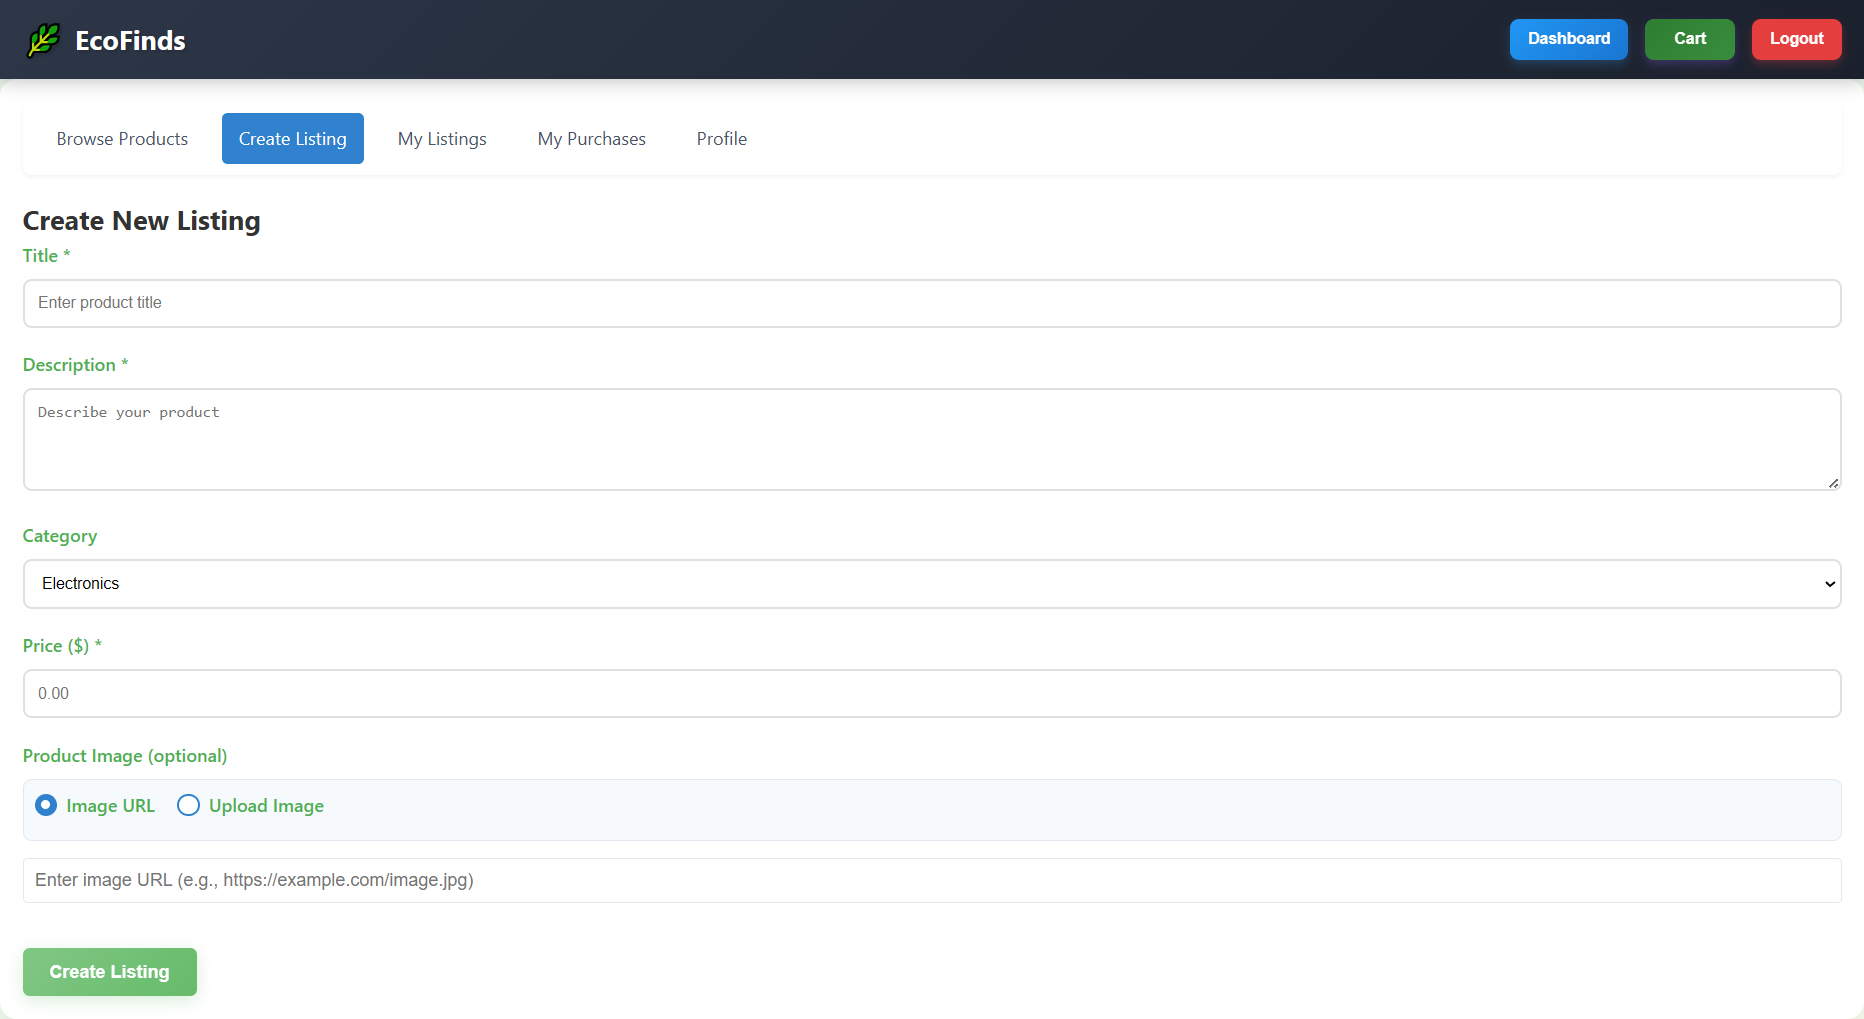 EcoFinds
Dashboard
Cart
Logout
Browse Products
Create Listing
My Listings
My Purchases
Profile
Create New Listing
Title *
Enter product title
Description *
Describe your product
Category
Electronics
Price ($) *
0.00
Product Image (optional)
Image URL
Upload Image
Enter image URL (e.g., https://example.com/image.jpg)
Create Listing